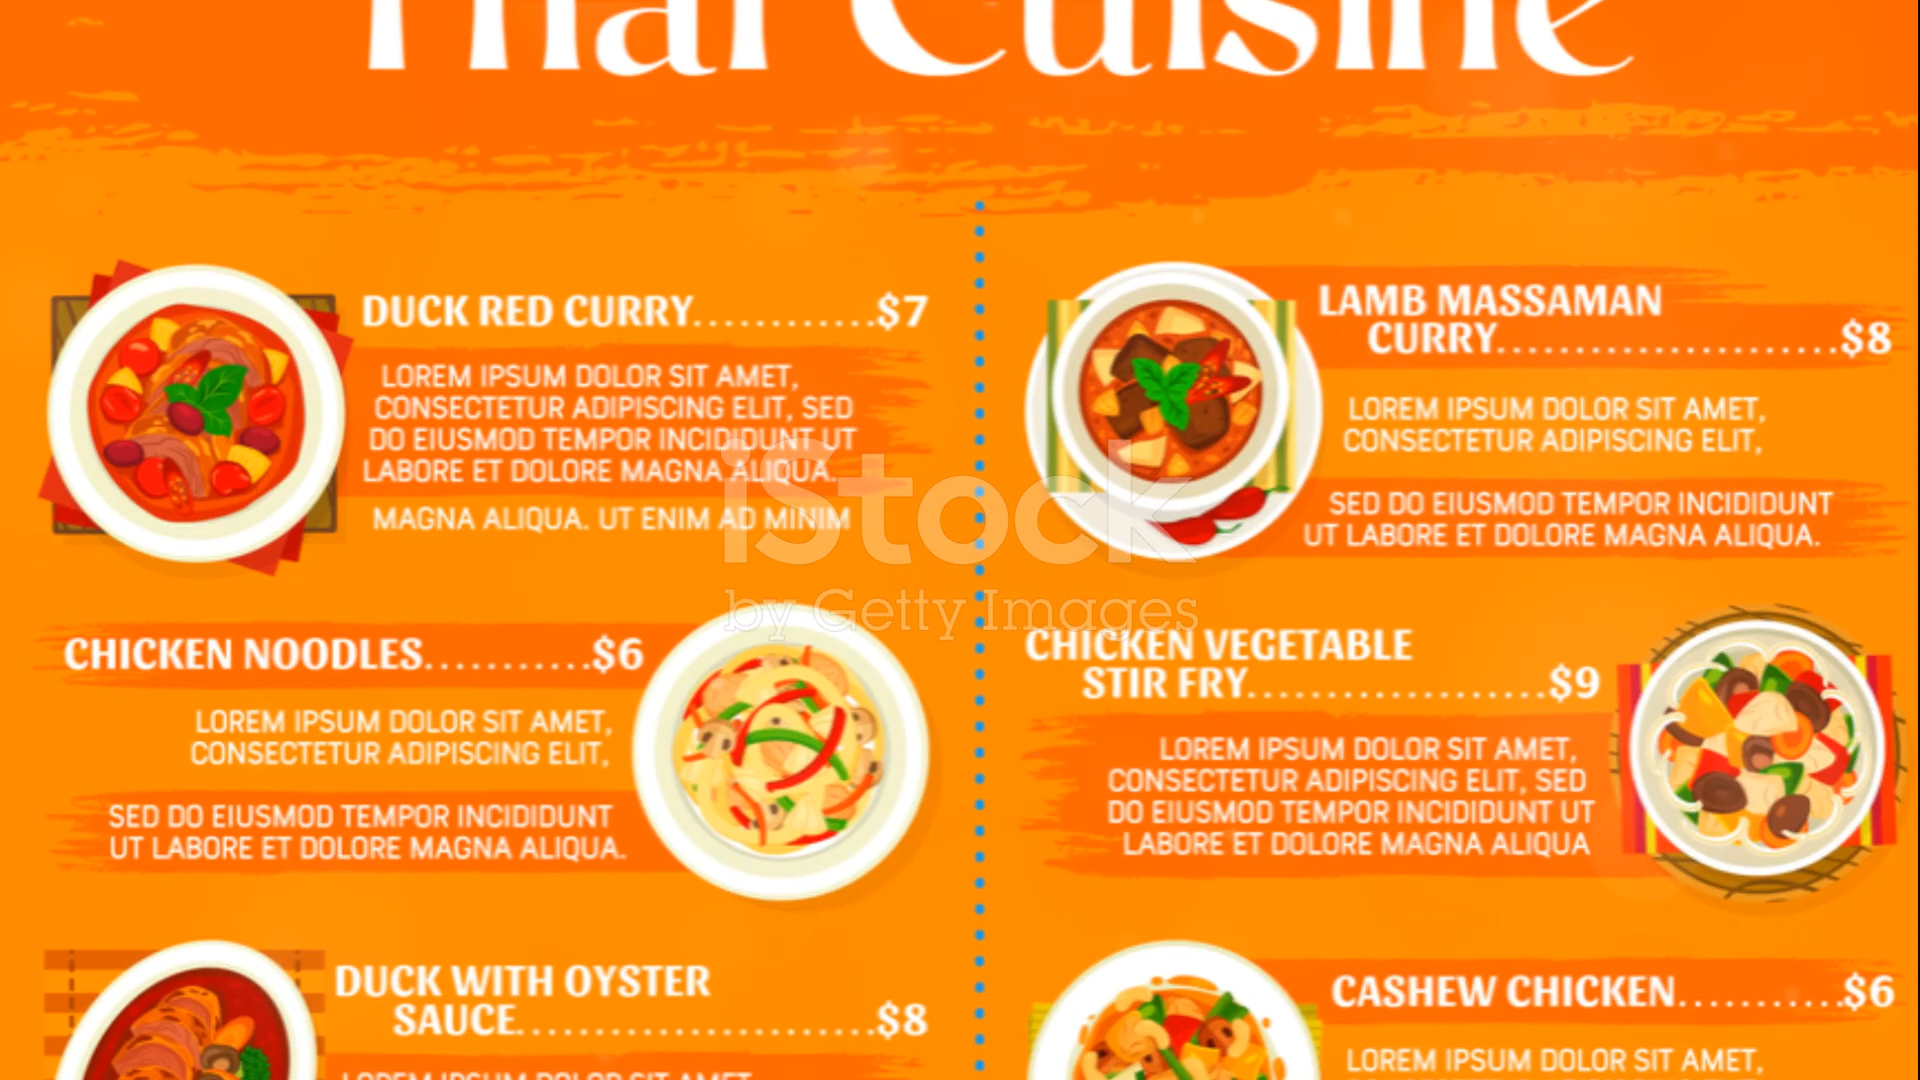 Thai Cuisine
DUCK RED CURRY............$7
LOREM IPSUM DOLOR SIT AMET,
CONSECTETUR ADIPISCING ELIT, SED
DO EIUSMOD TEMPOR INCIDIDUNT UT
LABORE ET DOLORE MAGNA ALIQUA.
MAGNA ALIQUA. UT ENIM AD MINIM
CHICKEN NOODLES...........$6
LOREM IPSUM DOLOR SIT AMET,
CONSECTETUR ADIPISCING ELIT,
SED DO EIUSMOD TEMPOR INCIDIDUNT
UT LABORE ET DOLORE MAGNA ALIQUA.
DUCK WITH OYSTER
SAUCE.......................$8
LOREM IPSUM DOLOR SIT AMET,
LAMB MASSAMAN
CURRY.......................$8
LOREM IPSUM DOLOR SIT AMET,
CONSECTETUR ADIPISCING ELIT,
SED DO EIUSMOD TEMPOR INCIDIDUNT
UT LABORE ET DOLORE MAGNA ALIQUA.
CHICKEN VEGETABLE
STIR FRY....................$9
LOREM IPSUM DOLOR SIT AMET,
CONSECTETUR ADIPISCING ELIT, SED
DO EIUSMOD TEMPOR INCIDIDUNT UT
LABORE ET DOLORE MAGNA ALIQUA
CASHEW CHICKEN...........$6
LOREM IPSUM DOLOR SIT AMET,
iStock
by Getty Images